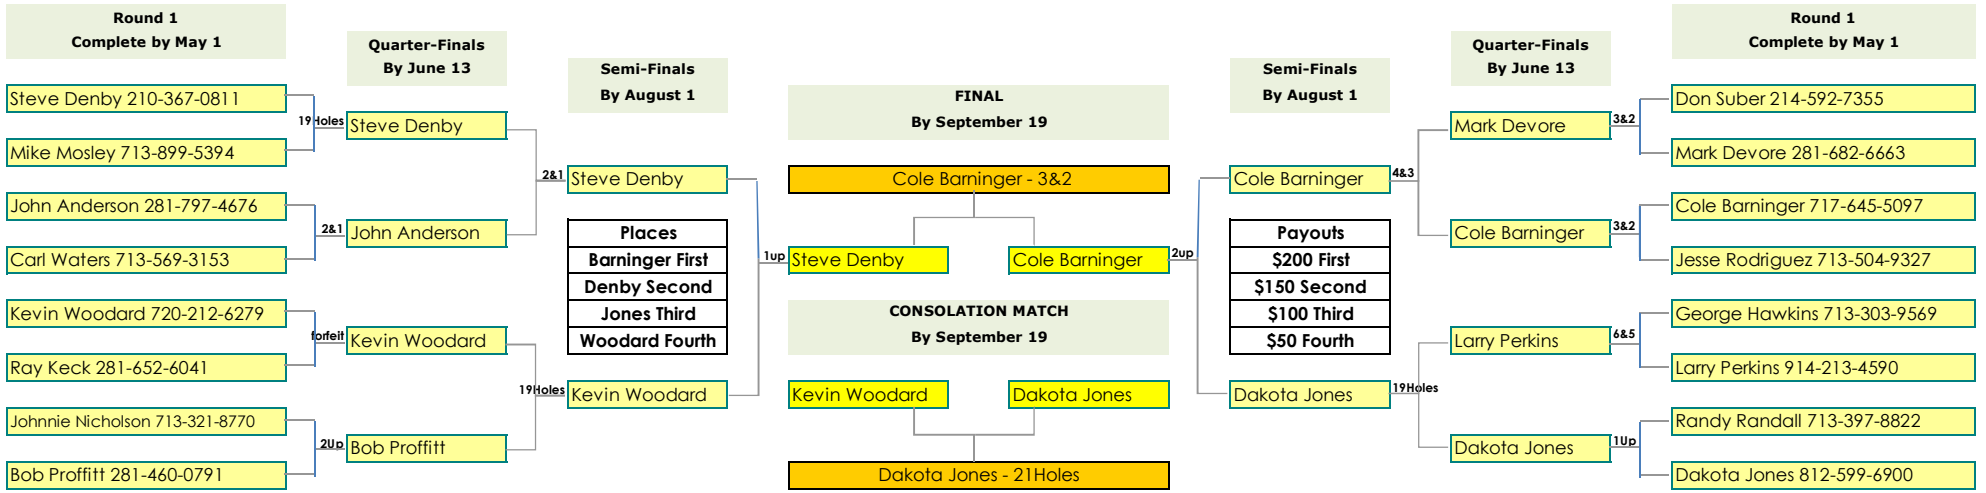 Round 1
Complete by May 1
Quarter-Finals
By June 13
Semi-Finals
By August 1
FINAL
By September 19
Semi-Finals
By August 1
Quarter-Finals
By June 13
Round 1
Complete by May 1
Steve Denby 210-367-0811
Mike Mosley 713-899-5394
John Anderson 281-797-4676
Carl Waters 713-569-3153
Kevin Woodard 720-212-6279
Ray Keck 281-652-6041
Johnnie Nicholson 713-321-8770
Bob Proffitt 281-460-0791
19Holes
Steve Denby
2&1
John Anderson
forfeit
Kevin Woodard
2Up
Bob Proffitt
2&1
Steve Denby
19Holes
Kevin Woodard
Places
Barninger First
Denby Second
Jones Third
Woodard Fourth
Cole Barninger - 3&2
1up
Steve Denby
Cole Barninger
2up
CONSOLATION MATCH
By September 19
Kevin Woodard
Dakota Jones
Dakota Jones - 21Holes
Cole Barninger
4&3
Payouts
$200 First
$150 Second
$100 Third
$50 Fourth
Dakota Jones
19Holes
Mark Devore
3&2
Cole Barninger
3&2
Larry Perkins
6&5
Dakota Jones
1Up
Don Suber 214-592-7355
Mark Devore 281-682-6663
Cole Barninger 717-645-5097
Jesse Rodriguez 713-504-9327
George Hawkins 713-303-9569
Larry Perkins 914-213-4590
Randy Randall 713-397-8822
Dakota Jones 812-599-6900